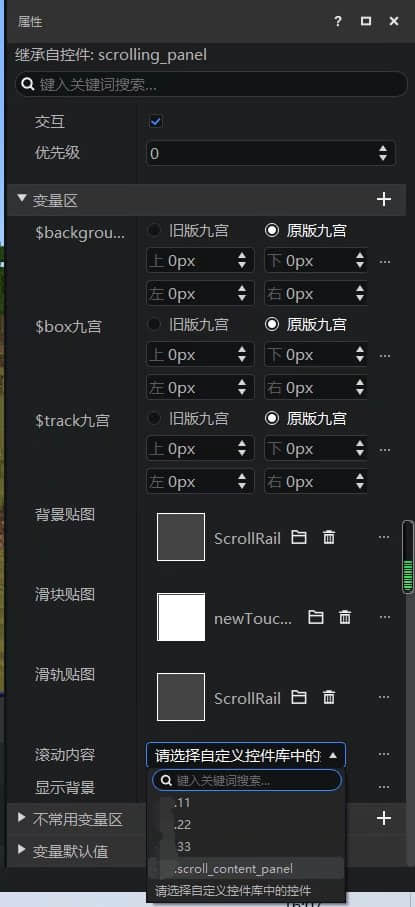 属性
?
继承自控件: scrolling_panel
键入关键词搜索...
交互
优先级 0
变量区
$backgrou... 旧版九宫 原版九宫
上 0px 下 0px ...
左 0px 右 0px
$box九宫 旧版九宫 原版九宫
上 0px 下 0px ...
左 0px 右 0px
$track九宫 旧版九宫 原版九宫
上 0px 下 0px ...
左 0px 右 0px
背景贴图
ScrollRail ...
滑块贴图
newTouc... ...
滑轨贴图
ScrollRail ...
滚动内容 请选择自定义控件库中的 ...
键入关键词搜索...
显示背景
.11
不常用变量区
.22
.33
变量默认值
.scroll_content_panel
请选择自定义控件库中的控件